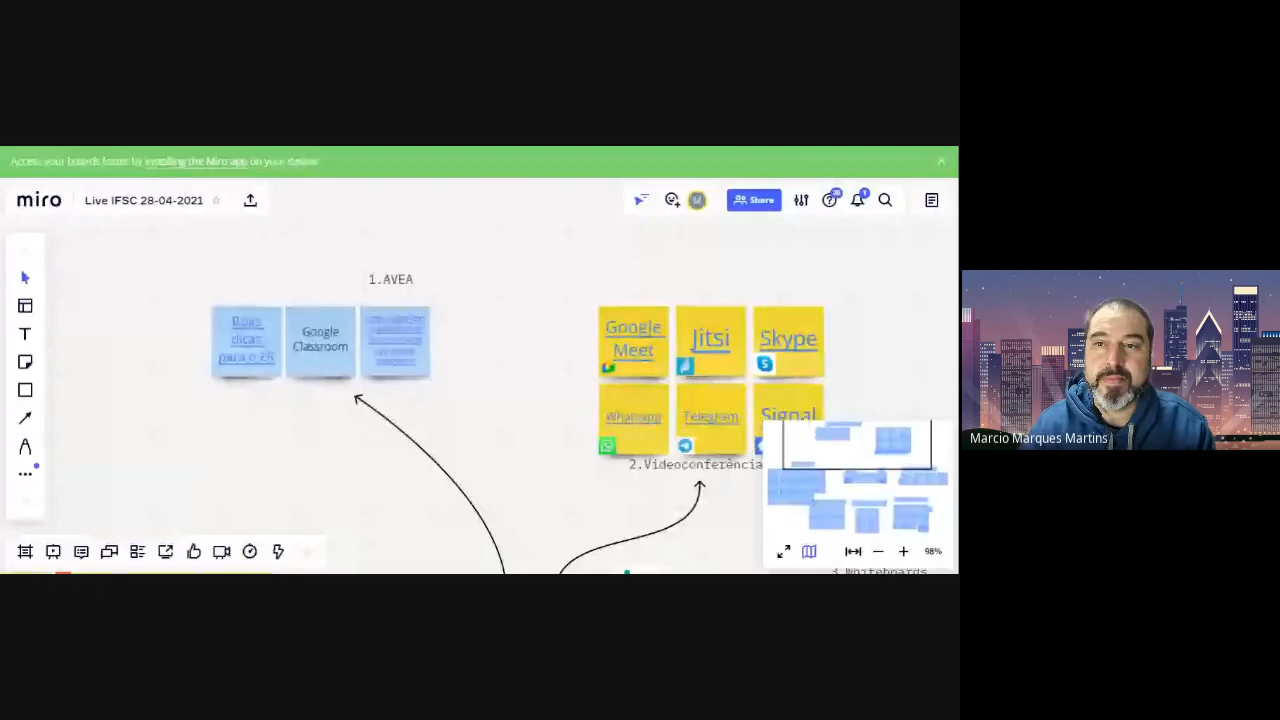 Access your boards faster by installing the Miro app on your device
miro
Live IFSC 28-04-2021
M
Share
1.AVEA
Boas
dicas
para o ch
Google
Classroom
Google
Meet
Jitsi
Skype
Whatsapp
Telegram
Signal
2.Videoconferência
98%
3.Whiteboards
Marcio Marques Martins